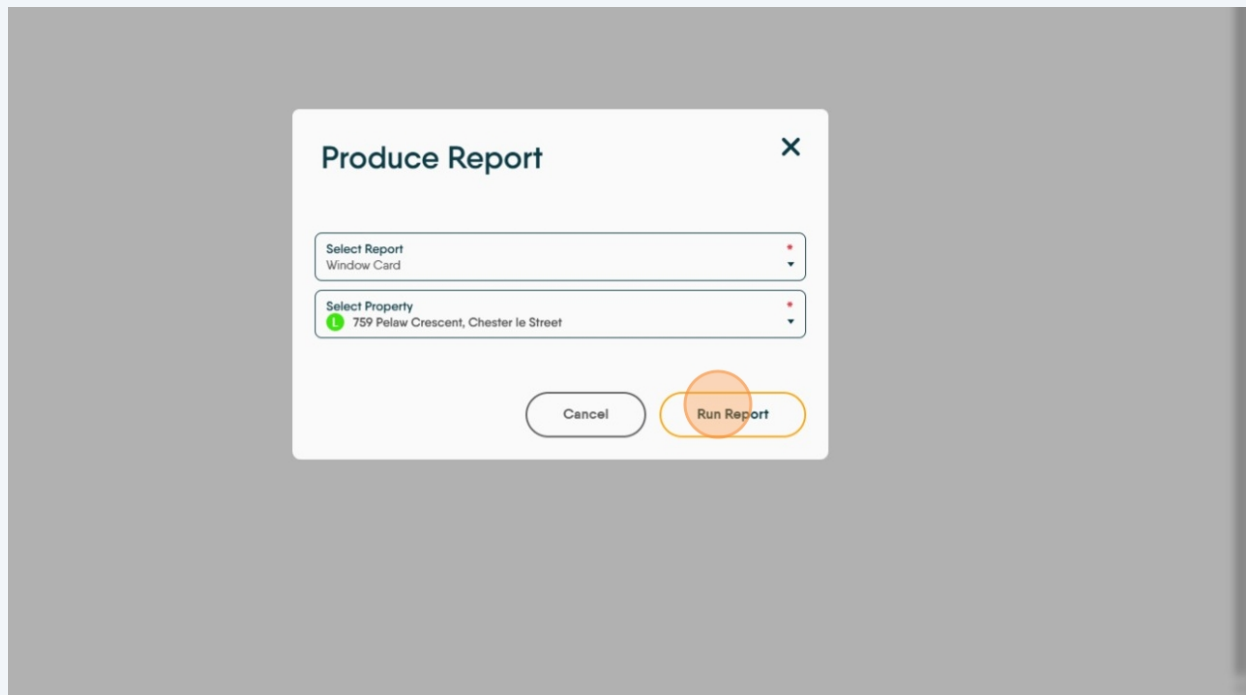 Produce Report
Select Report *
Window Card
Select Property *
L 759 Pelaw Crescent, Chester le Street
Cancel Run Report